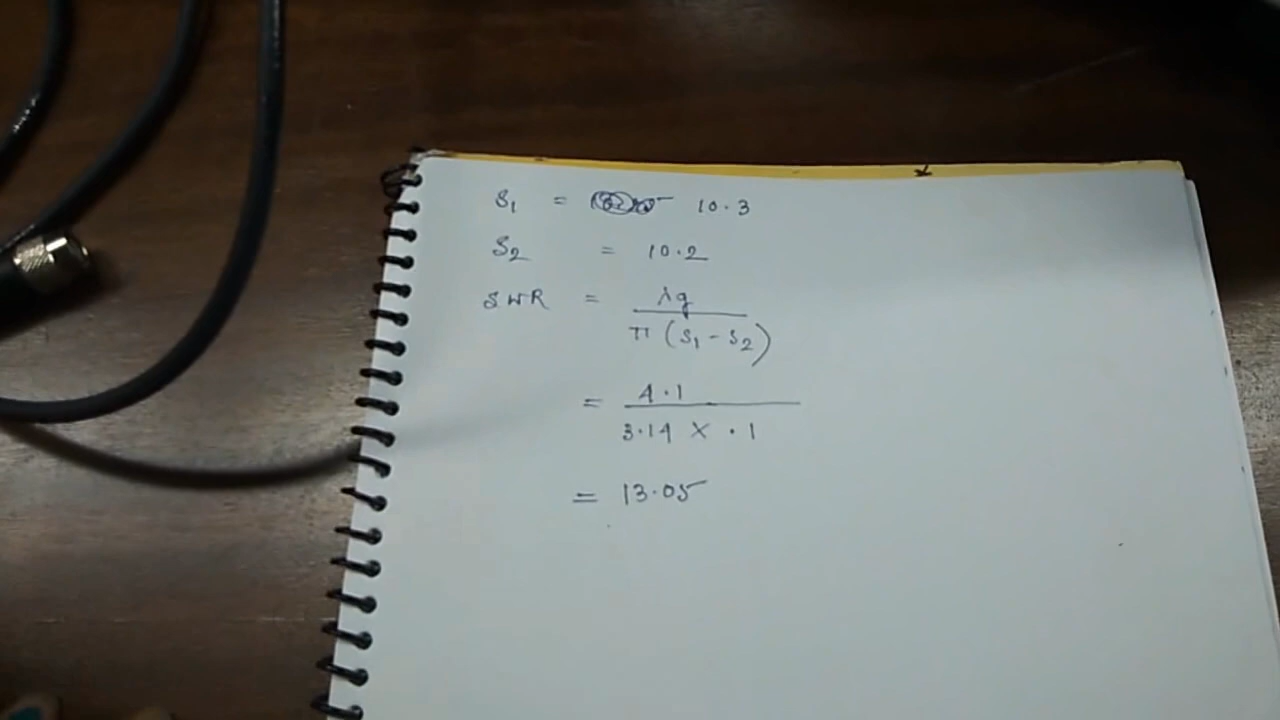 S1 = 10.3
S2 = 10.2
SWR = λg
π (S1 - S2)
= 4.1
3.14 × .1
= 13.05